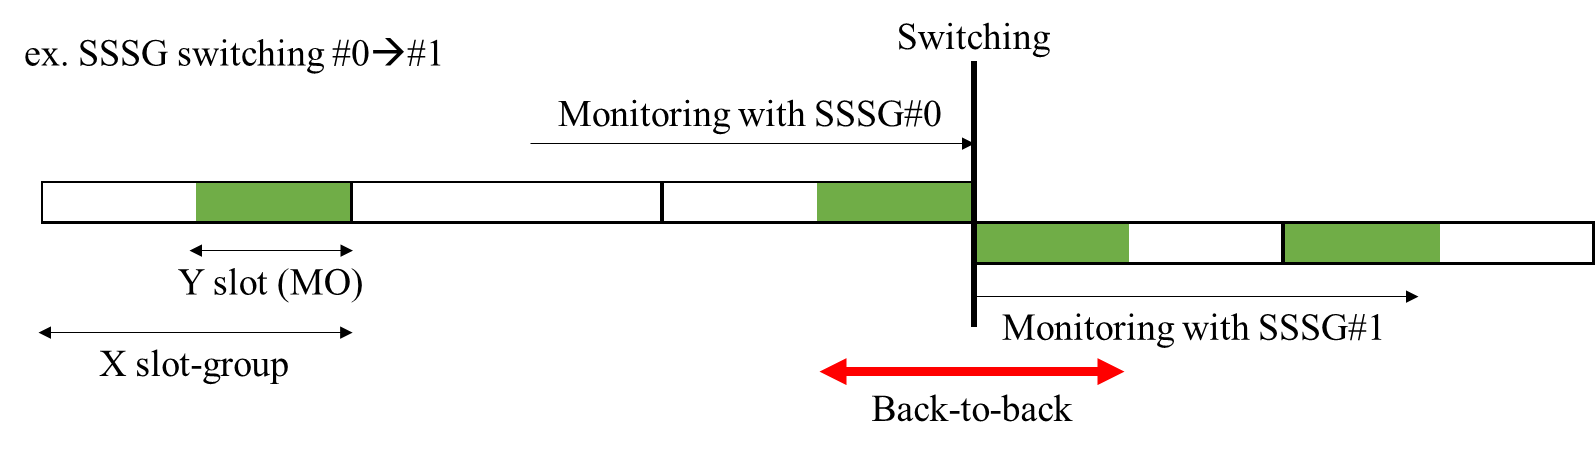 Switching
ex. SSSG switching #0→#1
Monitoring with SSSG#0
Y slot (MO)
Monitoring with SSSG#1
X slot-group
Back-to-back